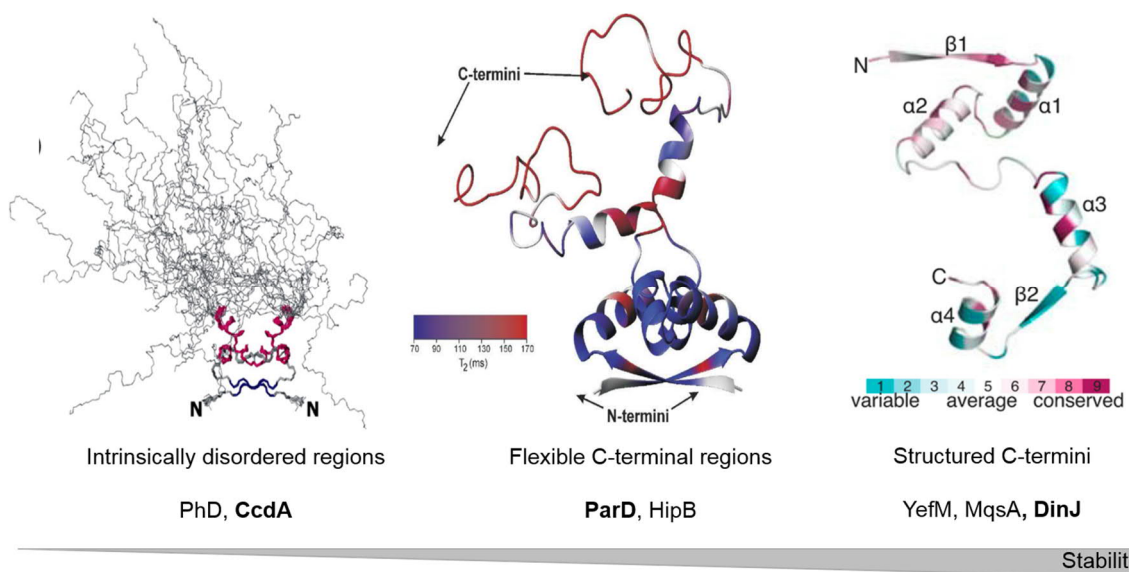 )
N
N
Intrinsically disordered regions
PhD, CcdA
C-termini
70 90 110 130 150 170
T2(ms)
N-termini
Flexible C-terminal regions
ParD, HipB
β1
N
α2
α1
α3
C
β2
α4
1 2 3 4 5 6 7 8 9
variable average conserved
Structured C-termini
YefM, MqsA, DinJ
Stabilit